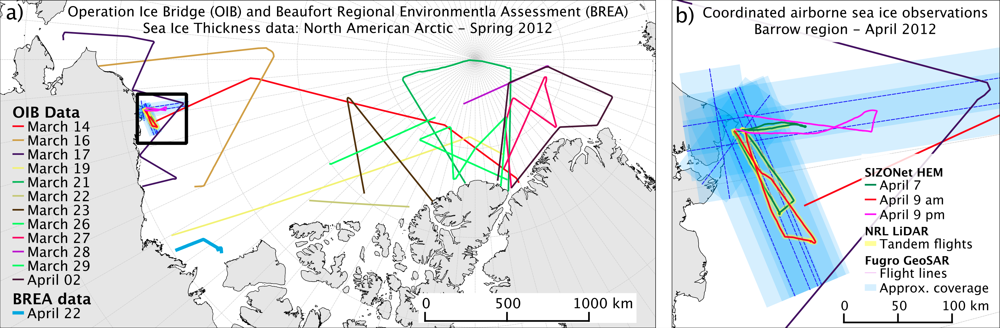 a)
Operation Ice Bridge (OIB) and Beaufort Regional Environmentla Assessment (BREA)
Sea Ice Thickness data: North American Arctic – Spring 2012
OIB Data
March 14
March 16
March 17
March 19
March 21
March 22
March 23
March 26
March 27
March 28
March 29
April 02
BREA data
April 22
0 500 1000 km
b)
Coordinated airborne sea ice observations
Barrow region – April 2012
SIZONet HEM
April 7
April 9 am
April 9 pm
NRL LiDAR
Tandem flights
Fugro GeoSAR
Flight lines
Approx. coverage
0 50 100 km